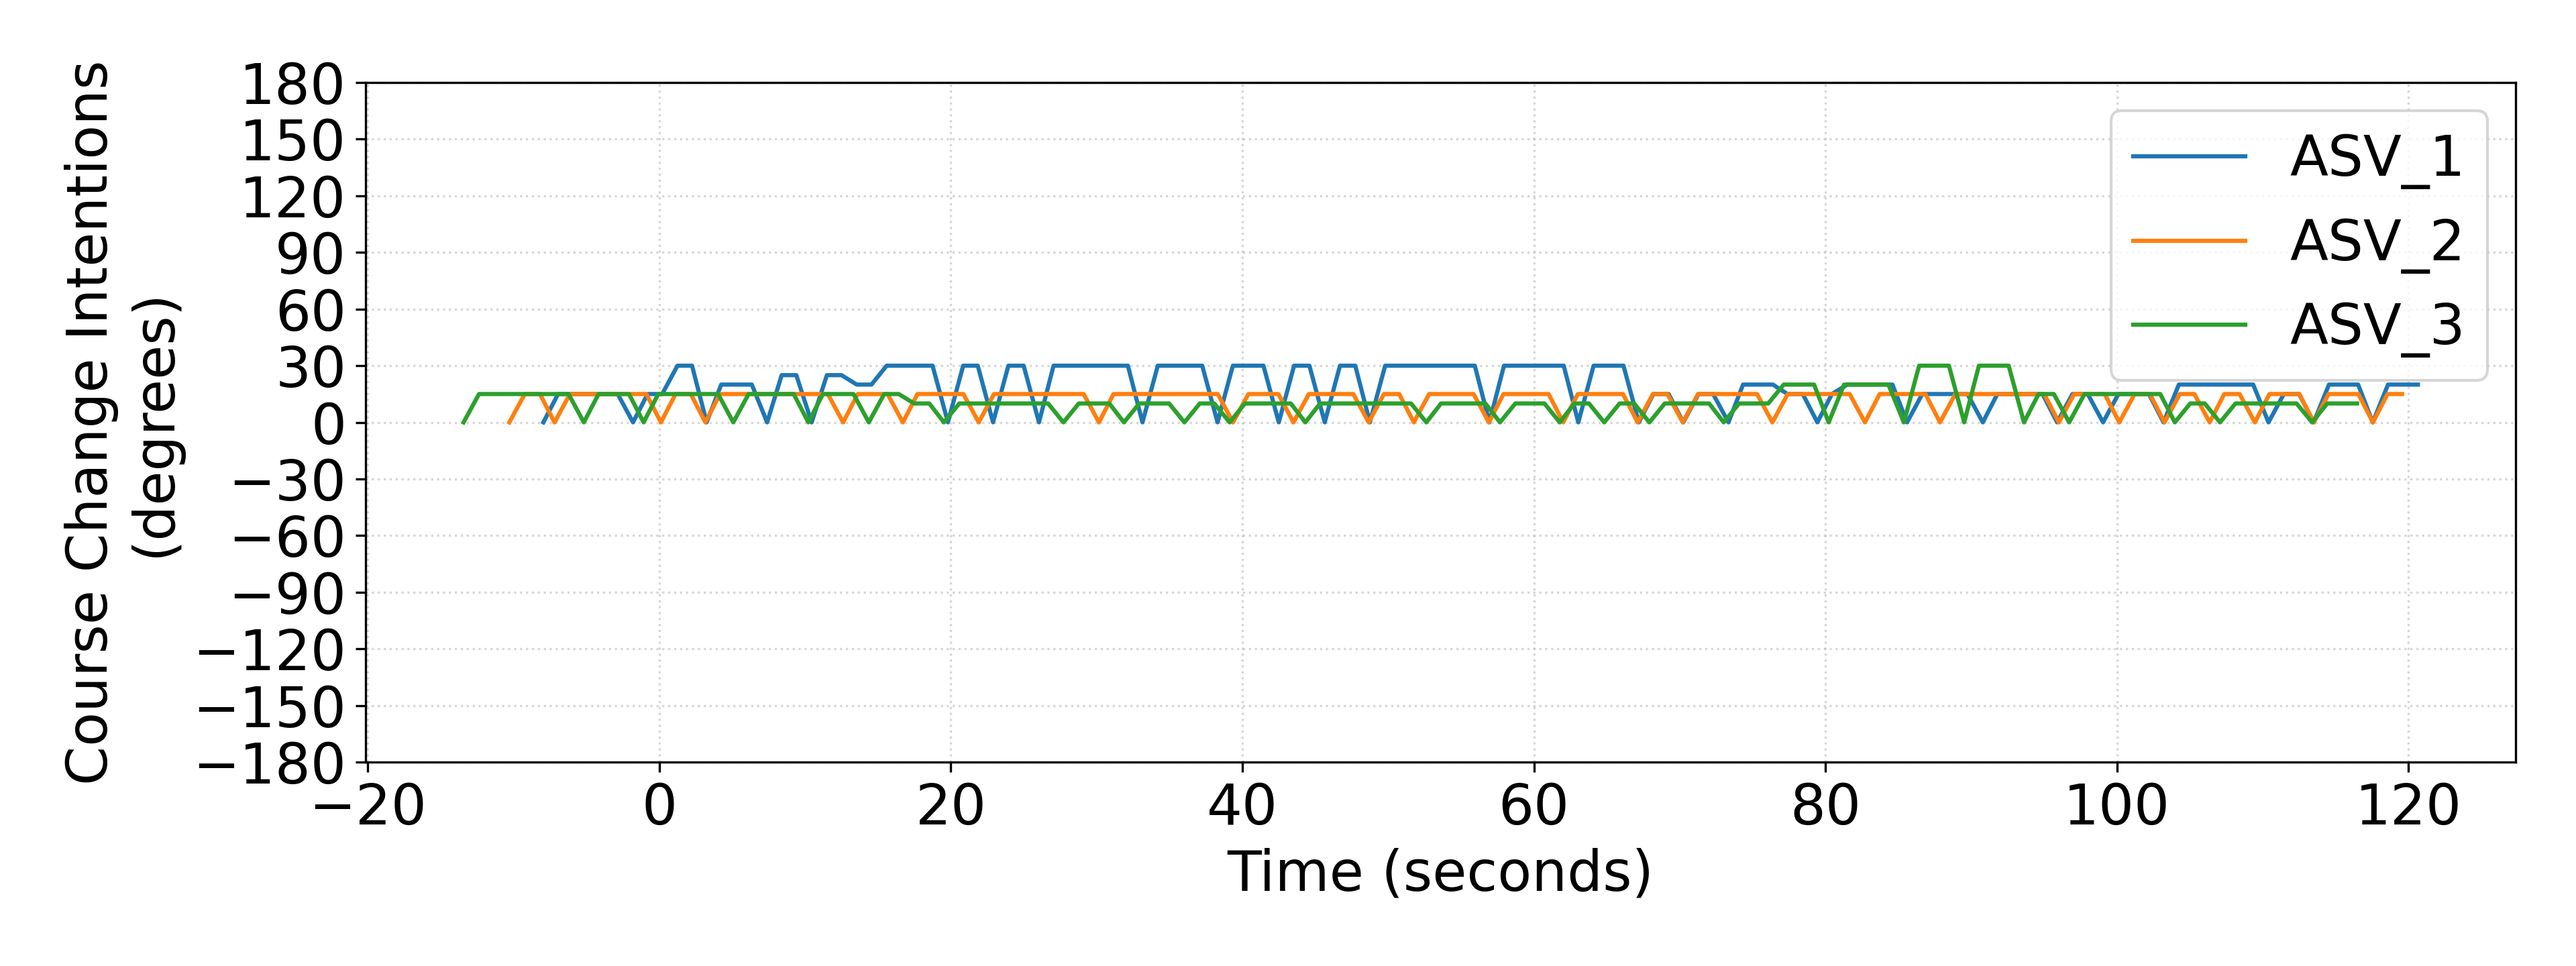 Course Change Intentions
(degrees)
180
150
120
90
60
30
0
−30
−60
−90
−120
−150
−180
−20 0 20 40 60 80 100 120
Time (seconds)
ASV_1
ASV_2
ASV_3